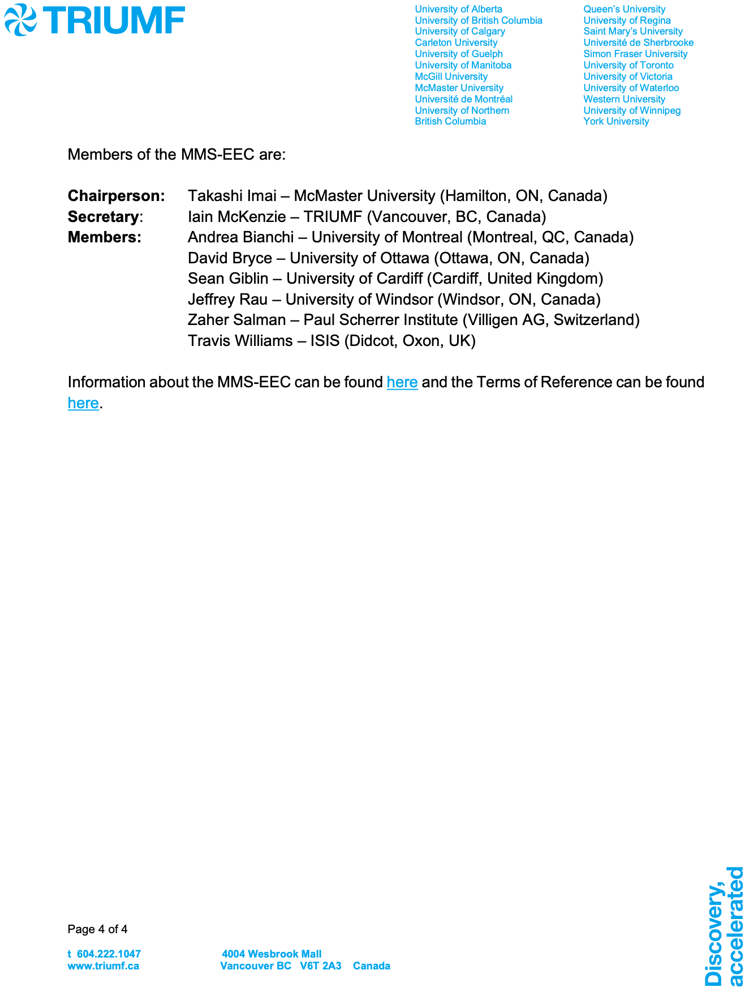 TRIUMF
University of Alberta
University of British Columbia
University of Calgary
Carleton University
University of Guelph
University of Manitoba
McGill University
McMaster University
Université de Montréal
University of Northern
British Columbia
Queen’s University
University of Regina
Saint Mary’s University
Université de Sherbrooke
Simon Fraser University
University of Toronto
University of Victoria
University of Waterloo
Western University
University of Winnipeg
York University
Members of the MMS-EEC are:
Chairperson: Takashi Imai – McMaster University (Hamilton, ON, Canada)
Secretary: Iain McKenzie – TRIUMF (Vancouver, BC, Canada)
Members: Andrea Bianchi – University of Montreal (Montreal, QC, Canada)
David Bryce – University of Ottawa (Ottawa, ON, Canada)
Sean Giblin – University of Cardiff (Cardiff, United Kingdom)
Jeffrey Rau – University of Windsor (Windsor, ON, Canada)
Zaher Salman – Paul Scherrer Institute (Villigen AG, Switzerland)
Travis Williams – ISIS (Didcot, Oxon, UK)
Information about the MMS-EEC can be found here and the Terms of Reference can be found
here.
Page 4 of 4
t 604.222.1047 4004 Wesbrook Mall
www.triumf.ca Vancouver BC V6T 2A3 Canada
Discovery,
accelerated